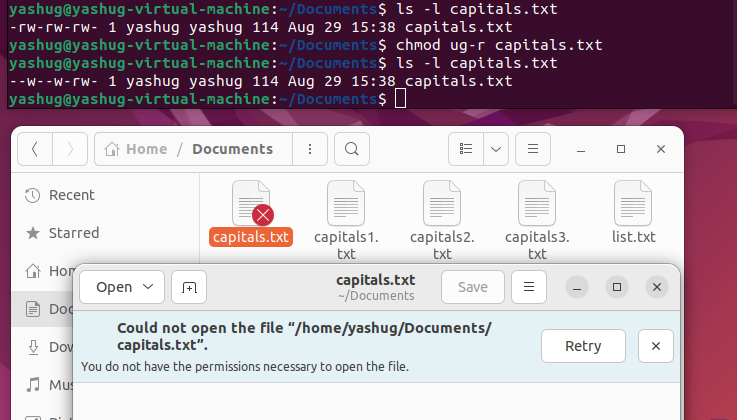 yashug@yashug-virtual-machine:~/Documents$ ls -l capitals.txt
-rw-rw-rw- 1 yashug yashug 114 Aug 29 15:38 capitals.txt
yashug@yashug-virtual-machine:~/Documents$ chmod ug-r capitals.txt
yashug@yashug-virtual-machine:~/Documents$ ls -l capitals.txt
--w--w-rw- 1 yashug yashug 114 Aug 29 15:38 capitals.txt
yashug@yashug-virtual-machine:~/Documents$
Home / Documents
Recent
Starred
Hom
Doc
Dow
Mus
capitals.txt
capitals1.
txt
capitals2.
txt
capitals3.
txt
list.txt
Open
capitals.txt
~/Documents
Save
Could not open the file “/home/yashug/Documents/
capitals.txt”.
You do not have the permissions necessary to open the file.
Retry